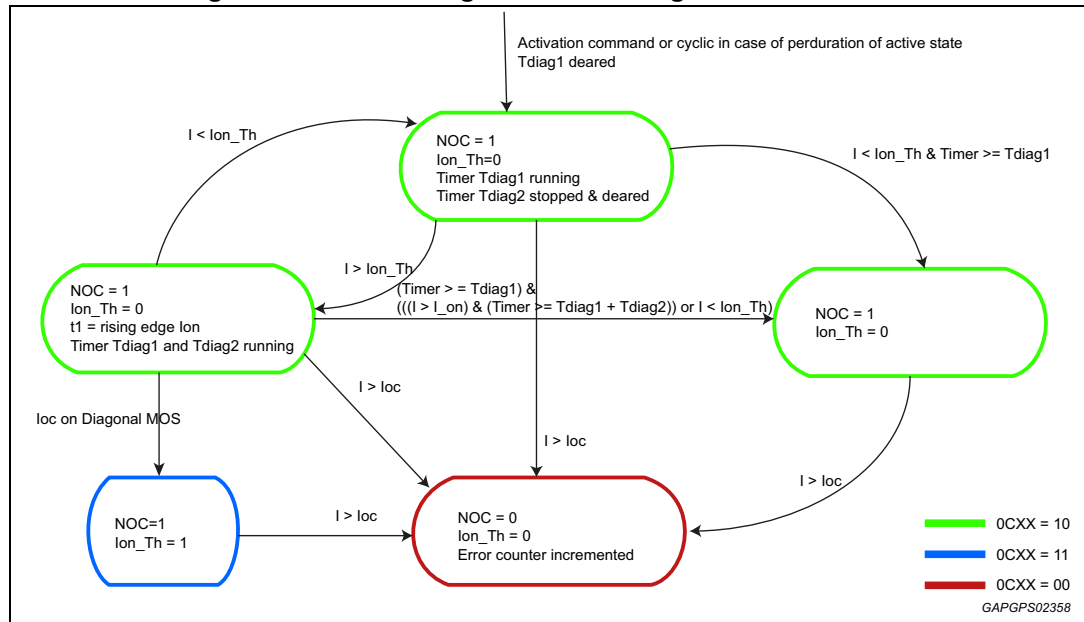 Activation command or cyclic in case of perduration of active state
Tdiag1 deared
I < Ion_Th
NOC = 1
Ion_Th=0
Timer Tdiag1 running
Timer Tdiag2 stopped & deared
I < Ion_Th & Timer >= Tdiag1
I > Ion_Th
(Timer > = Tdiag1) &
(((I > I_on) & (Timer >= Tdiag1 + Tdiag2)) or I < Ion_Th)
NOC = 1
Ion_Th = 0
t1 = rising edge Ion
Timer Tdiag1 and Tdiag2 running
NOC = 1
Ion_Th = 0
I > Ioc
Ioc on Diagonal MOS
I > Ioc
I > Ioc
NOC=1
Ion_Th = 1
I > Ioc
NOC = 0
Ion_Th = 0
Error counter incremented
0CXX = 10
0CXX = 11
0CXX = 00
GAPGPS02358